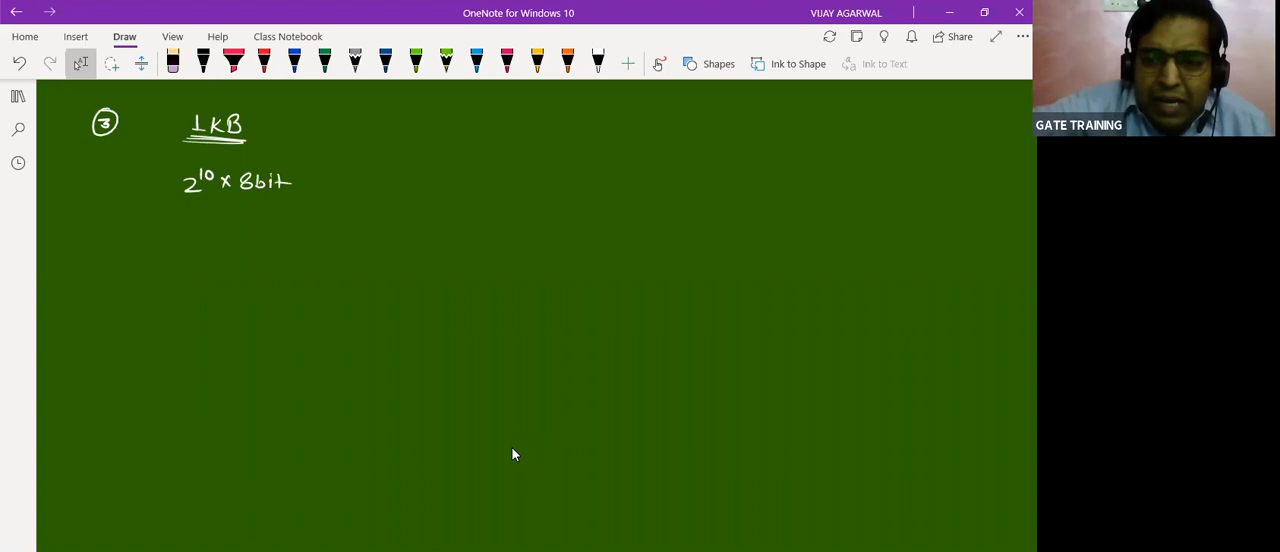 OneNote for Windows 10
VIJAY AGARWAL
Home Insert Draw View Help Class Notebook
Share
Shapes Ink to Shape Ink to Text
GATE TRAINING
③ 1KB
2¹⁰ × 8bit